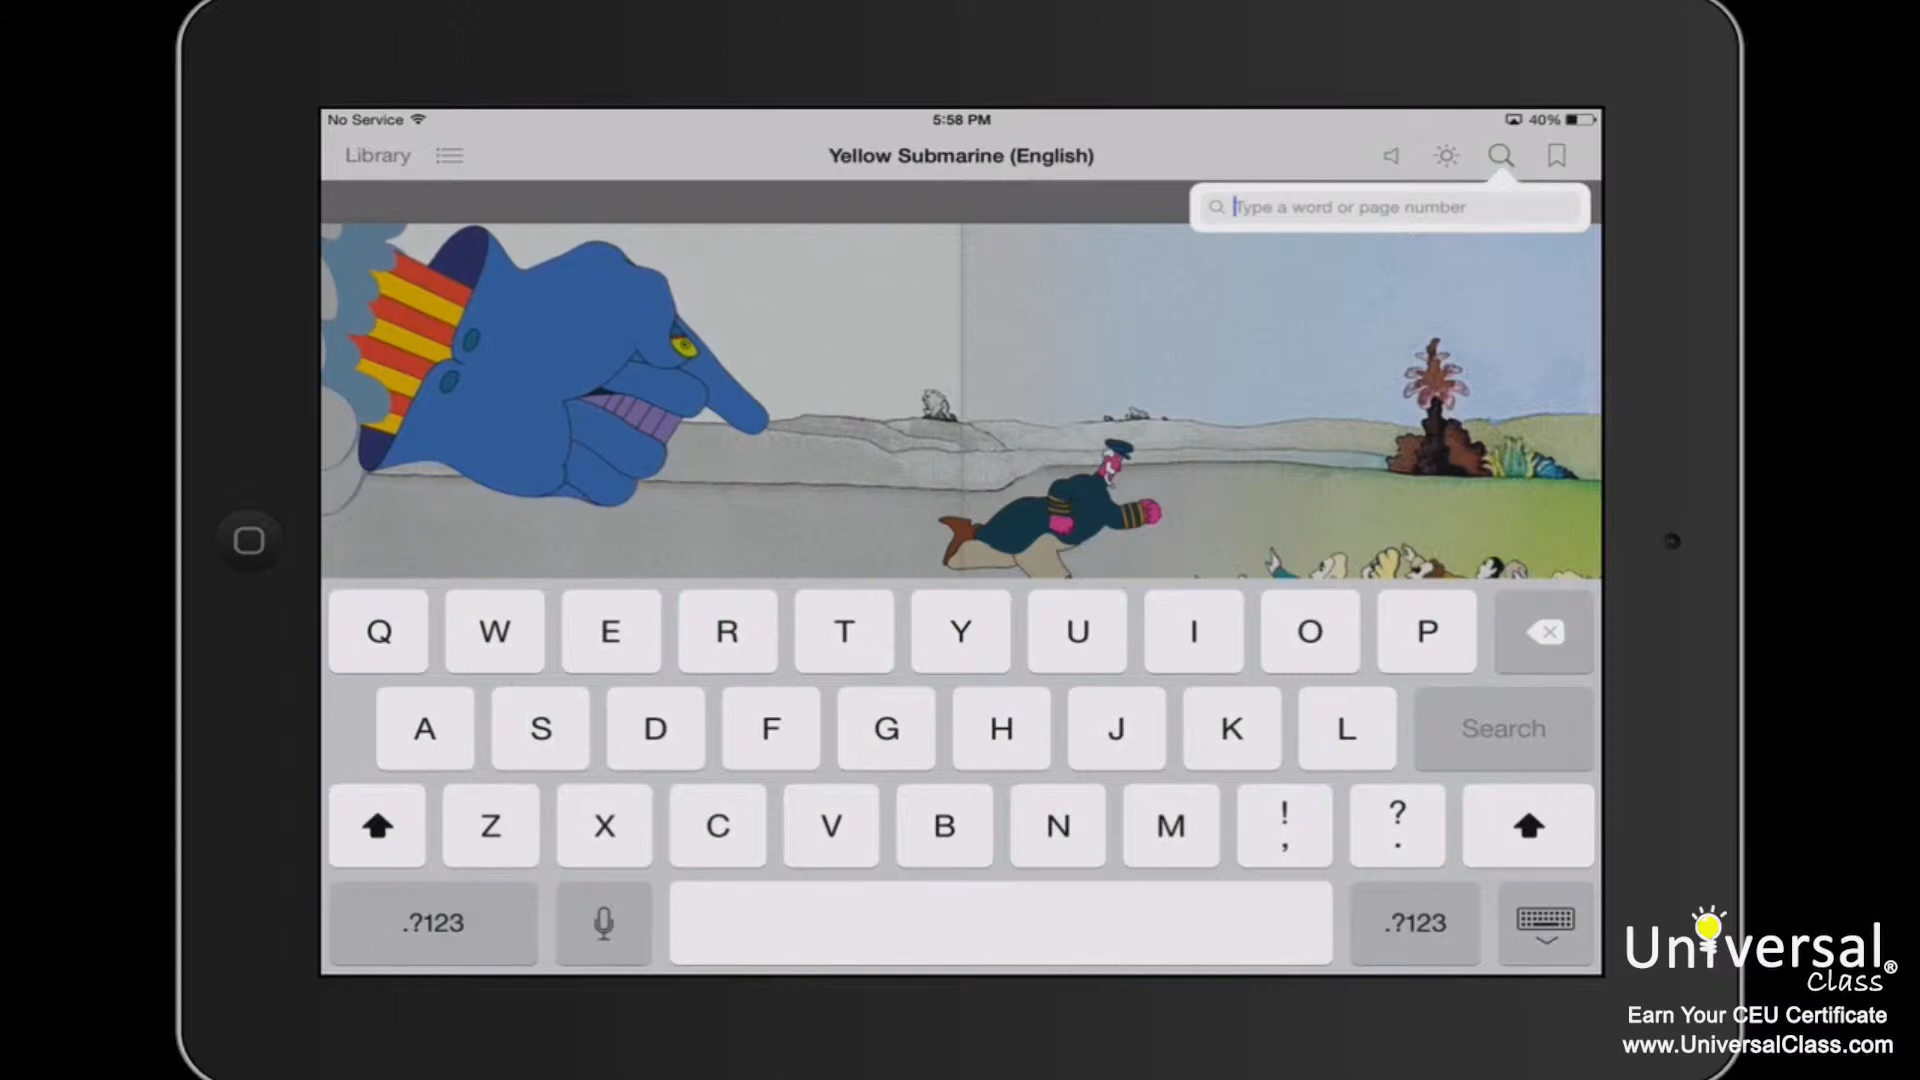 No Service
5:58 PM
40%
Library
Yellow Submarine (English)
Type a word or page number
Q W E R T Y U I O P
A S D F G H J K L Search
Z X C V B N M ! , ? .
.?123 .?123
Universal®
Class
Earn Your CEU Certificate
www.UniversalClass.com